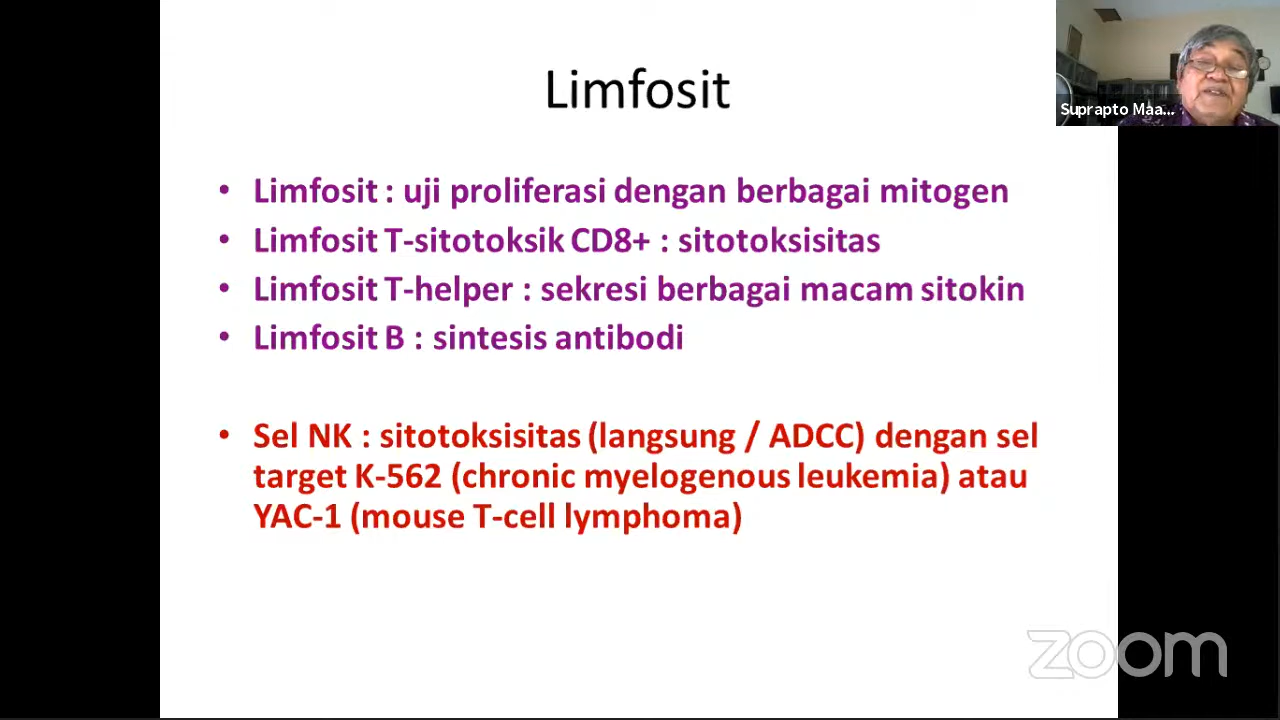 Limfosit
Suprapto Maa...
• Limfosit : uji proliferasi dengan berbagai mitogen
• Limfosit T-sitotoksik CD8+ : sitotoksisitas
• Limfosit T-helper : sekresi berbagai macam sitokin
• Limfosit B : sintesis antibodi
• Sel NK : sitotoksisitas (langsung / ADCC) dengan sel
target K-562 (chronic myelogenous leukemia) atau
YAC-1 (mouse T-cell lymphoma)
zoom